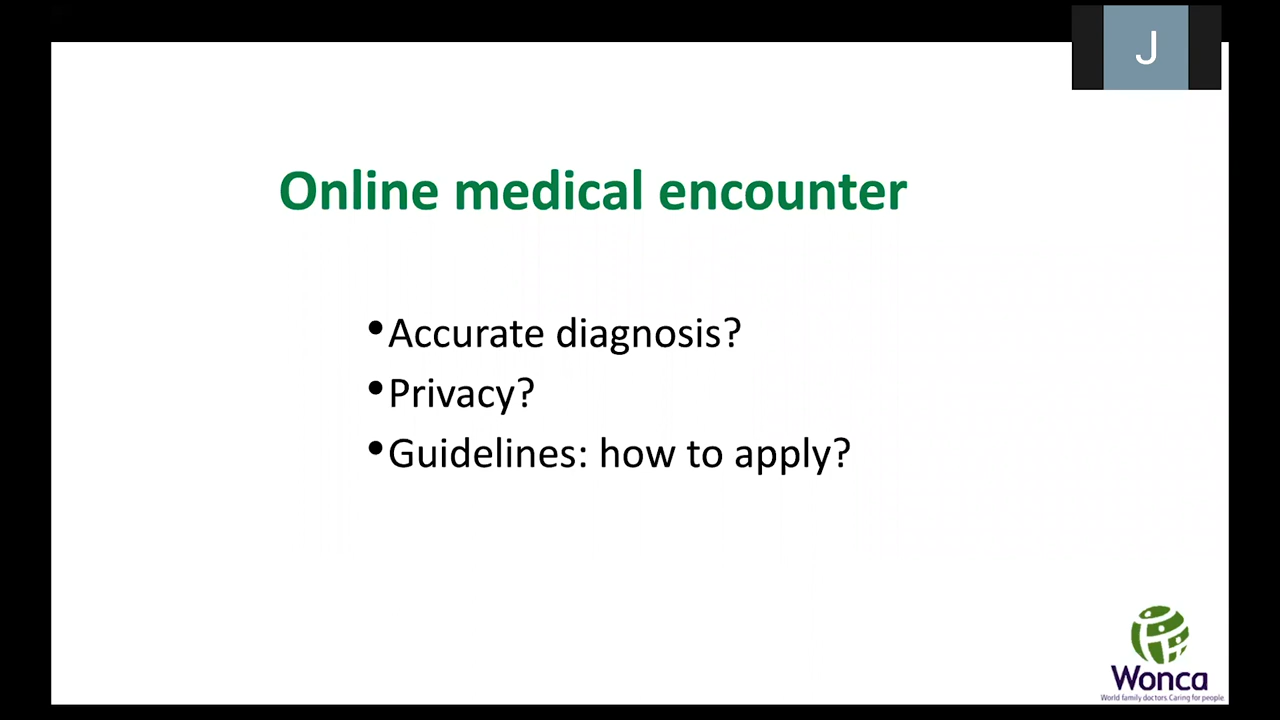 J
Online medical encounter
•Accurate diagnosis?
•Privacy?
•Guidelines: how to apply?
Wonca
World family doctors. Caring for people.